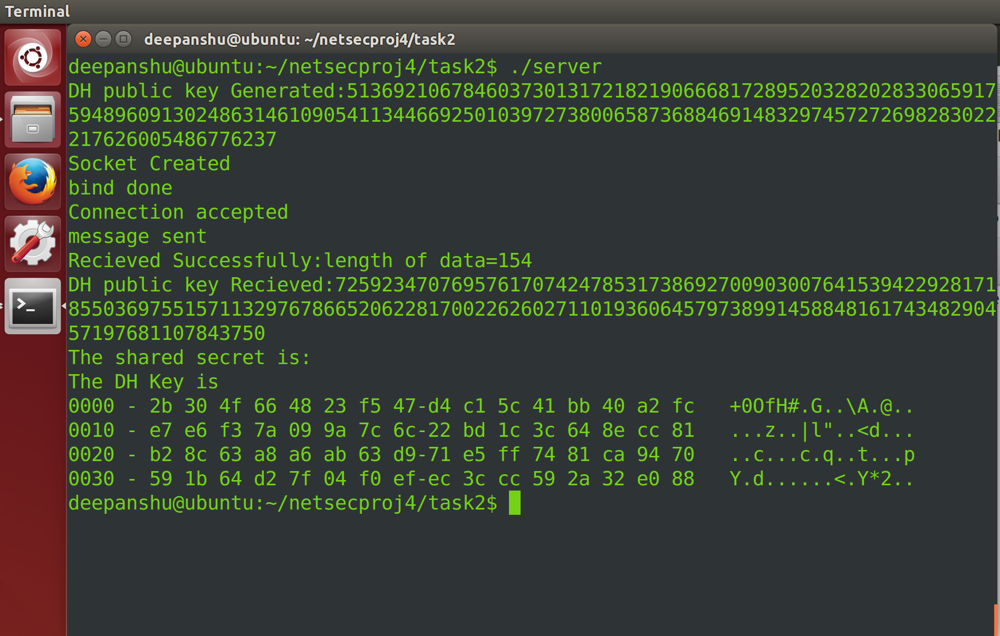 Terminal
deepanshu@ubuntu: ~/netsecproj4/task2
deepanshu@ubuntu:~/netsecproj4/task2$ ./server
DH public key Generated:51369210678460373013172182190666817289520328202833065917
59489609130248631461090541134466925010397273800658736884691483297457272698283022
217626005486776237
Socket Created
bind done
Connection accepted
message sent
Recieved Successfully:length of data=154
DH public key Recieved:725923470769576170742478531738692700903007641539422928171
85503697551571132976786652062281700226260271101936064579738991458848161743482904
57197681107843750
The shared secret is:
The DH Key is
0000 - 2b 30 4f 66 48 23 f5 47-d4 c1 5c 41 bb 40 a2 fc   +0OfH#.G..\A.@..
0010 - e7 e6 f3 7a 09 9a 7c 6c-22 bd 1c 3c 64 8e cc 81   ...z..|l"..<d...
0020 - b2 8c 63 a8 a6 ab 63 d9-71 e5 ff 74 81 ca 94 70   ..c...c.q..t...p
0030 - 59 1b 64 d2 7f 04 f0 ef-ec 3c cc 59 2a 32 e0 88   Y.d......<.Y*2..
deepanshu@ubuntu:~/netsecproj4/task2$